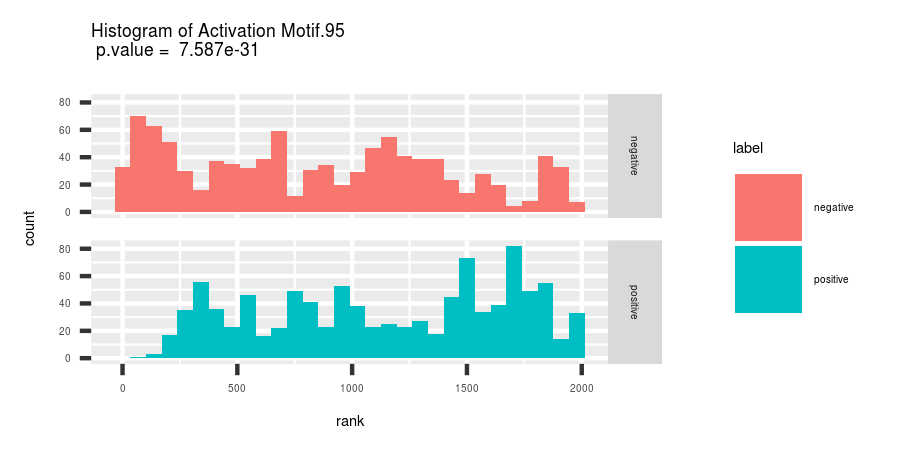 Histogram of Activation Motif.95
p.value = 7.587e-31
count
80
60
40
20
0
negative
80
60
40
20
0
positive
0 500 1000 1500 2000
rank
label
negative
positive